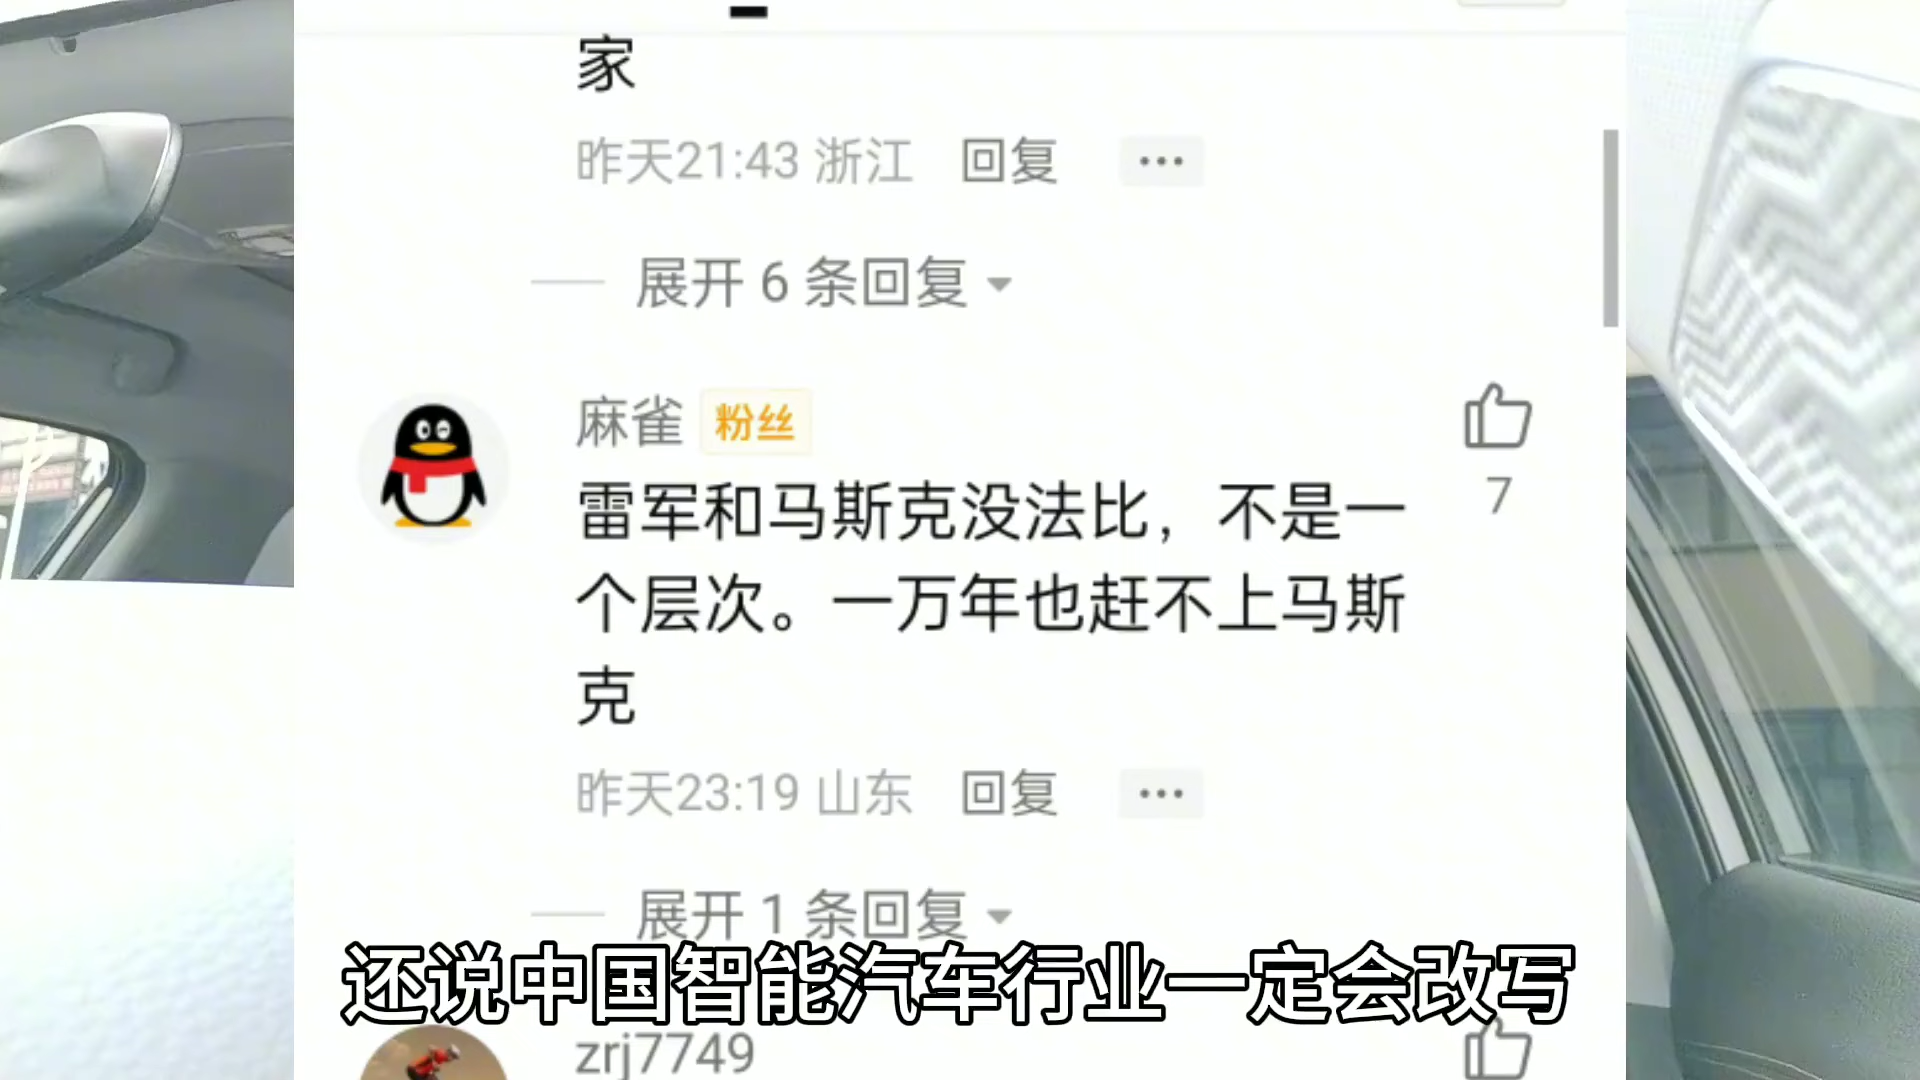 家
昨天21:43 浙江 回复 ...
展开 6 条回复
麻雀 粉丝
雷军和马斯克没法比，不是一
7
个层次。一万年也赶不上马斯
克
昨天23:19 山东 回复 ...
展开 1 条回复
还说中国智能汽车行业一定会改写
zrj7749